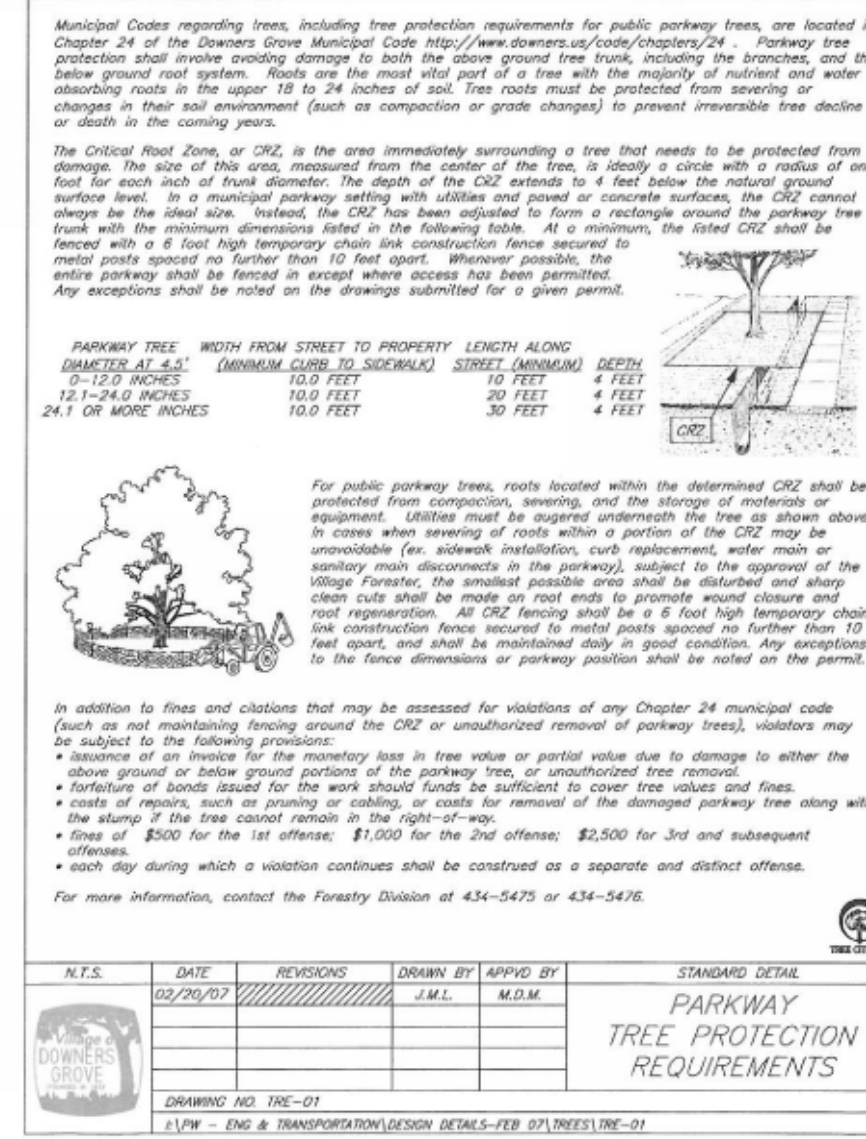 Municipal Codes regarding trees, including tree protection requirements for public parkway trees, are located
Chapter 24 of the Downers Grove Municipal Code http://www.downers.us/code/chapters/24 . Parkway tree
protection shall involve avoiding damage to both the above ground tree trunk, including the branches, and th
below ground root system. Roots are the most vital part of a tree with the majority of nutrient and water
absorbing roots in the upper 18 to 24 inches of soil. Tree roots must be protected from severing or
changes in their soil environment (such as compaction or grade changes) to prevent irreversible tree decline
or death in the coming years.
The Critical Root Zone, or CRZ, is the area immediately surrounding a tree that needs to be protected from
damage. The size of this area, measured from the center of the tree, is ideally a circle with a radius of on
foot for each inch of trunk diameter. The depth of the CRZ extends to 4 feet below the natural ground
surface level. In a municipal parkway setting with utilities and paved or concrete surfaces, the CRZ cannot
always be the ideal size. Instead, the CRZ has been adjusted to form a rectangle around the parkway tree
trunk with the minimum dimensions listed in the following table. At a minimum, the listed CRZ shall be
fenced with a 6 foot high temporary chain link construction fence secured to
metal posts spaced no further than 10 feet apart. Whenever possible, the
entire parkway shall be fenced in except where access has been permitted.
Any exceptions shall be noted on the drawings submitted for a given permit.
PARKWAY TREE WIDTH FROM STREET TO PROPERTY LENGTH ALONG
DIAMETER AT 4.5' (MINIMUM CURB TO SIDEWALK) STREET (MINIMUM) DEPTH
0-12.0 INCHES 10.0 FEET 10 FEET 4 FEET
12.1-24.0 INCHES 10.0 FEET 20 FEET 4 FEET
24.1 OR MORE INCHES 10.0 FEET 30 FEET 4 FEET
CRZ
For public parkway trees, roots located within the determined CRZ shall be
protected from compaction, severing, and the storage of materials or
equipment. Utilities must be augered underneath the tree as shown above
In cases when severing of roots within a portion of the CRZ may be
unavoidable (ex. sidewalk installation, curb replacement, water main or
sanitary main disconnects in the parkway), subject to the approval of the
Village Forester, the smallest possible area shall be disturbed and sharp
clean cuts shall be made on root ends to promote wound closure and
root regeneration. All CRZ fencing shall be a 6 foot high temporary chain
link construction fence secured to metal posts spaced no further than 10
feet apart, and shall be maintained daily in good condition. Any exceptions
to the fence dimensions or parkway position shall be noted on the permit.
In addition to fines and citations that may be assessed for violations of any Chapter 24 municipal code
(such as not maintaining fencing around the CRZ or unauthorized removal of parkway trees), violators may
be subject to the following provisions:
• issuance of an invoice for the monetary loss in tree value or partial value due to damage to either the
above ground or below ground portions of the parkway tree, or unauthorized tree removal.
• forfeiture of bonds issued for the work should funds be sufficient to cover tree values and fines.
• costs of repairs, such as pruning or cabling, or costs for removal of the damaged parkway tree along wit
the stump if the tree cannot remain in the right-of-way.
• fines of $500 for the 1st offense; $1,000 for the 2nd offense; $2,500 for 3rd and subsequent
offenses.
• each day during which a violation continues shall be construed as a separate and distinct offense.
For more information, contact the Forestry Division at 434-5475 or 434-5476.
TREE CIT
N.T.S. DATE REVISIONS DRAWN BY APPVD BY STANDARD DETAIL
02/20/07 J.M.L. M.D.M.
PARKWAY
TREE PROTECTION
REQUIREMENTS
Village of
DOWNERS
GROVE
DRAWING NO. TRE-01
I:\PW - ENG & TRANSPORTATION\DESIGN DETAILS-FEB 07\TREES\TRE-01